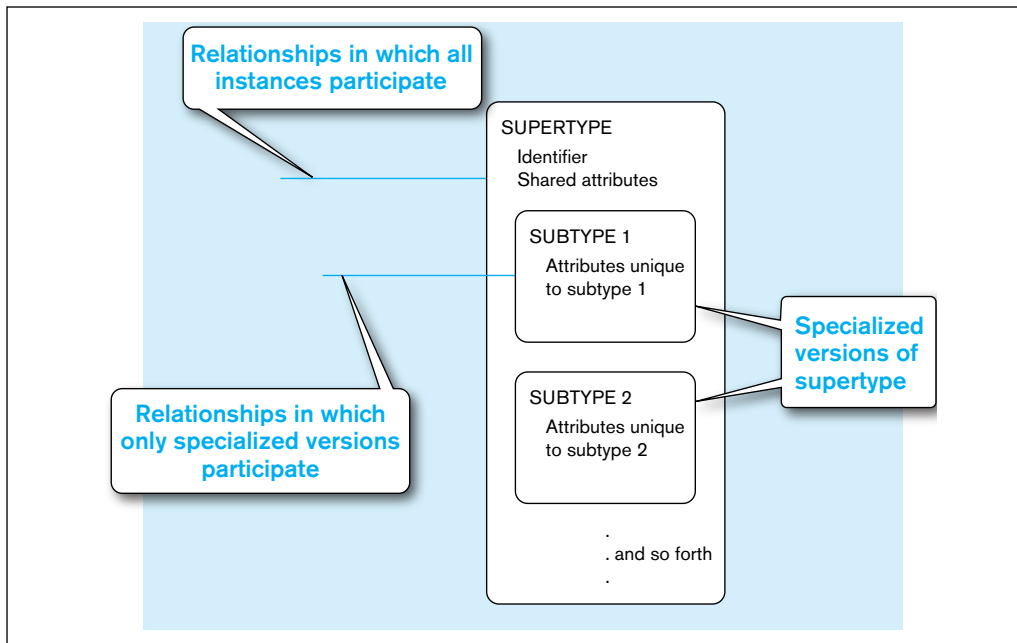 Relationships in which all
instances participate
SUPERTYPE
Identifier
Shared attributes
SUBTYPE 1
Attributes unique
to subtype 1
Specialized
versions of
supertype
SUBTYPE 2
Attributes unique
to subtype 2
Relationships in which
only specialized versions
participate
.
. and so forth
.